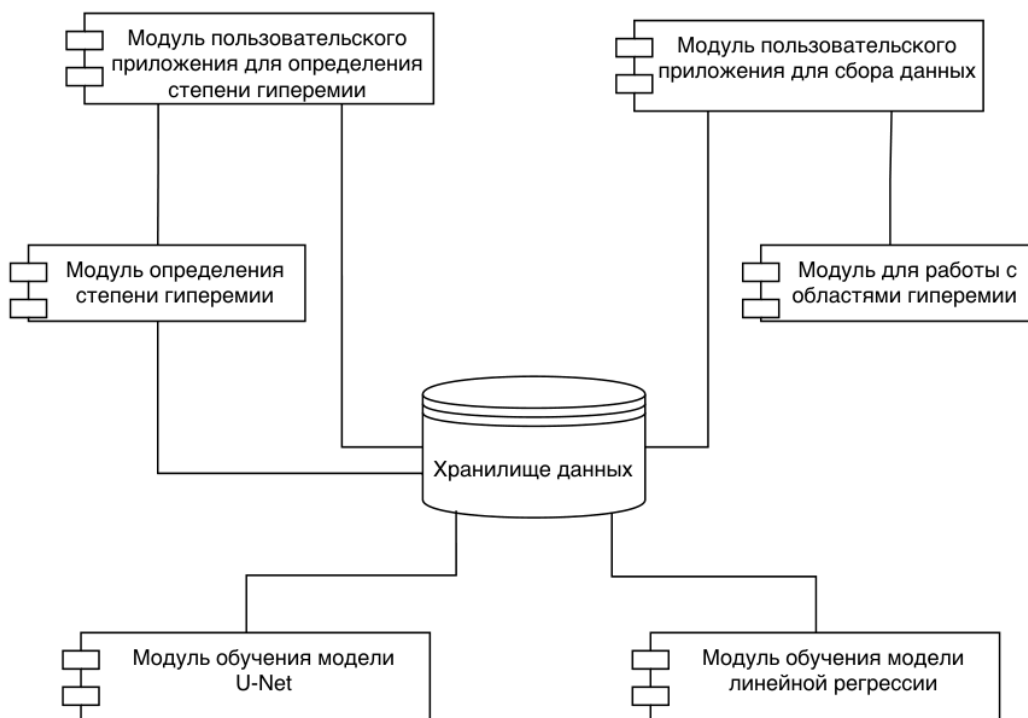 Модуль пользовательского
приложения для определения
степени гиперемии
Модуль пользовательского
приложения для сбора данных
Модуль определения
степени гиперемии
Модуль для работы с
областями гиперемии
Хранилище данных
Модуль обучения модели
U-Net
Модуль обучения модели
линейной регрессии